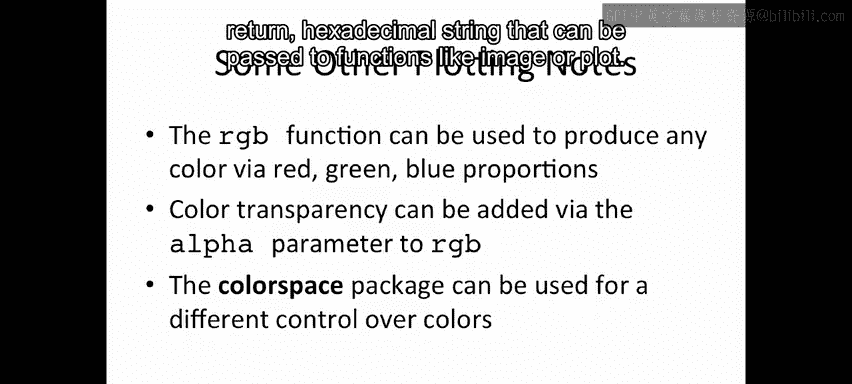 return, hexadecimal string that can be
passed to functions like image or plot.
Some Other Plotting Notes
• The rgb function can be used to produce any
color via red, green, blue proportions
• Color transparency can be added via the
alpha parameter to rgb
• The colorspace package can be used for a
different control over colors